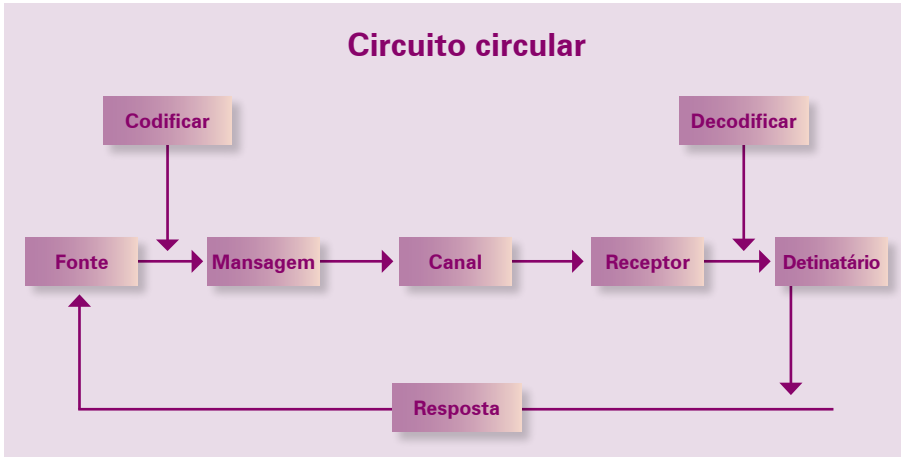 Circuito circular
Codificar
Decodificar
Fonte
Mansagem
Canal
Receptor
Detinatário
Resposta